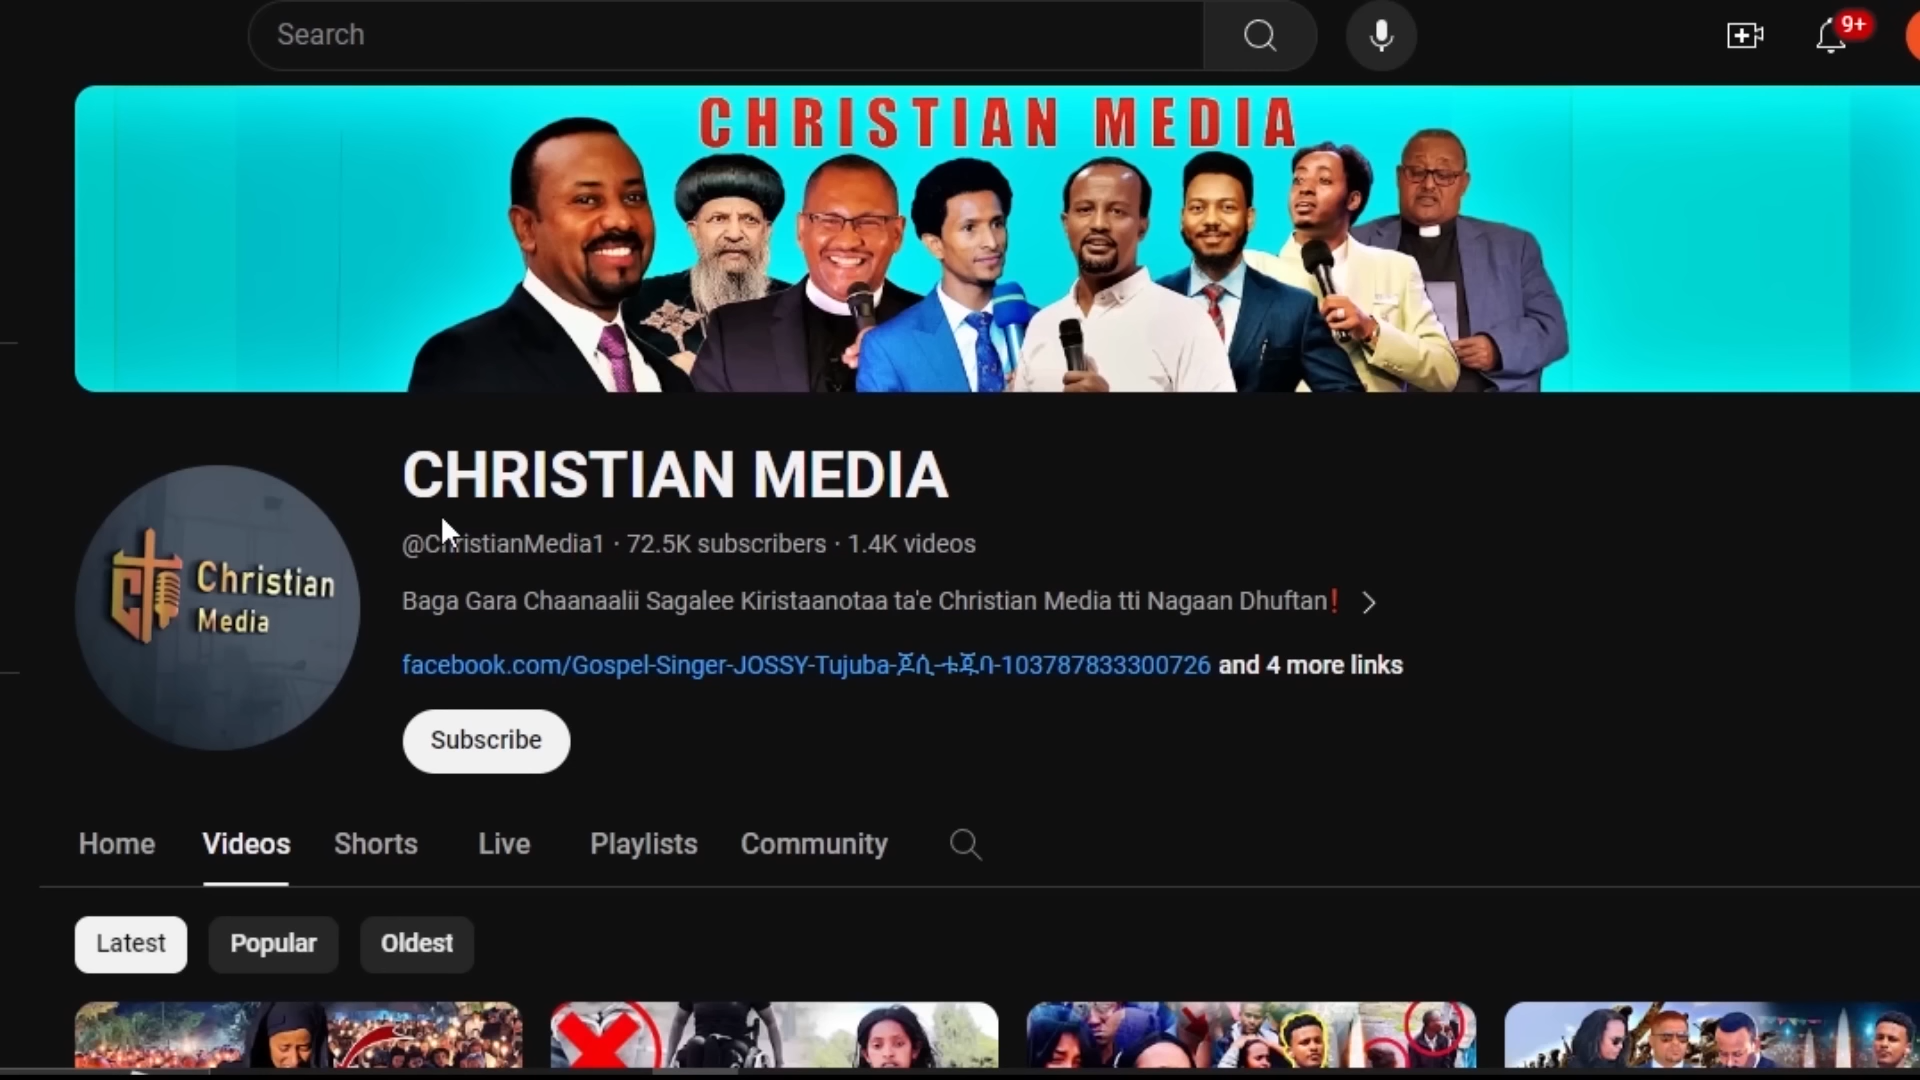 Search
9+
CHRISTIAN MEDIA
Christian
Media
CHRISTIAN MEDIA
@ChristianMedia1 · 72.5K subscribers · 1.4K videos
Baga Gara Chaanaalii Sagalee Kiristaanotaa ta'e Christian Media tti Nagaan Dhuftan❗
facebook.com/Gospel-Singer-JOSSY-Tujuba-ጆሲ-ቱጁባ-103787833300726 and 4 more links
Subscribe
Home Videos Shorts Live Playlists Community
Latest Popular Oldest